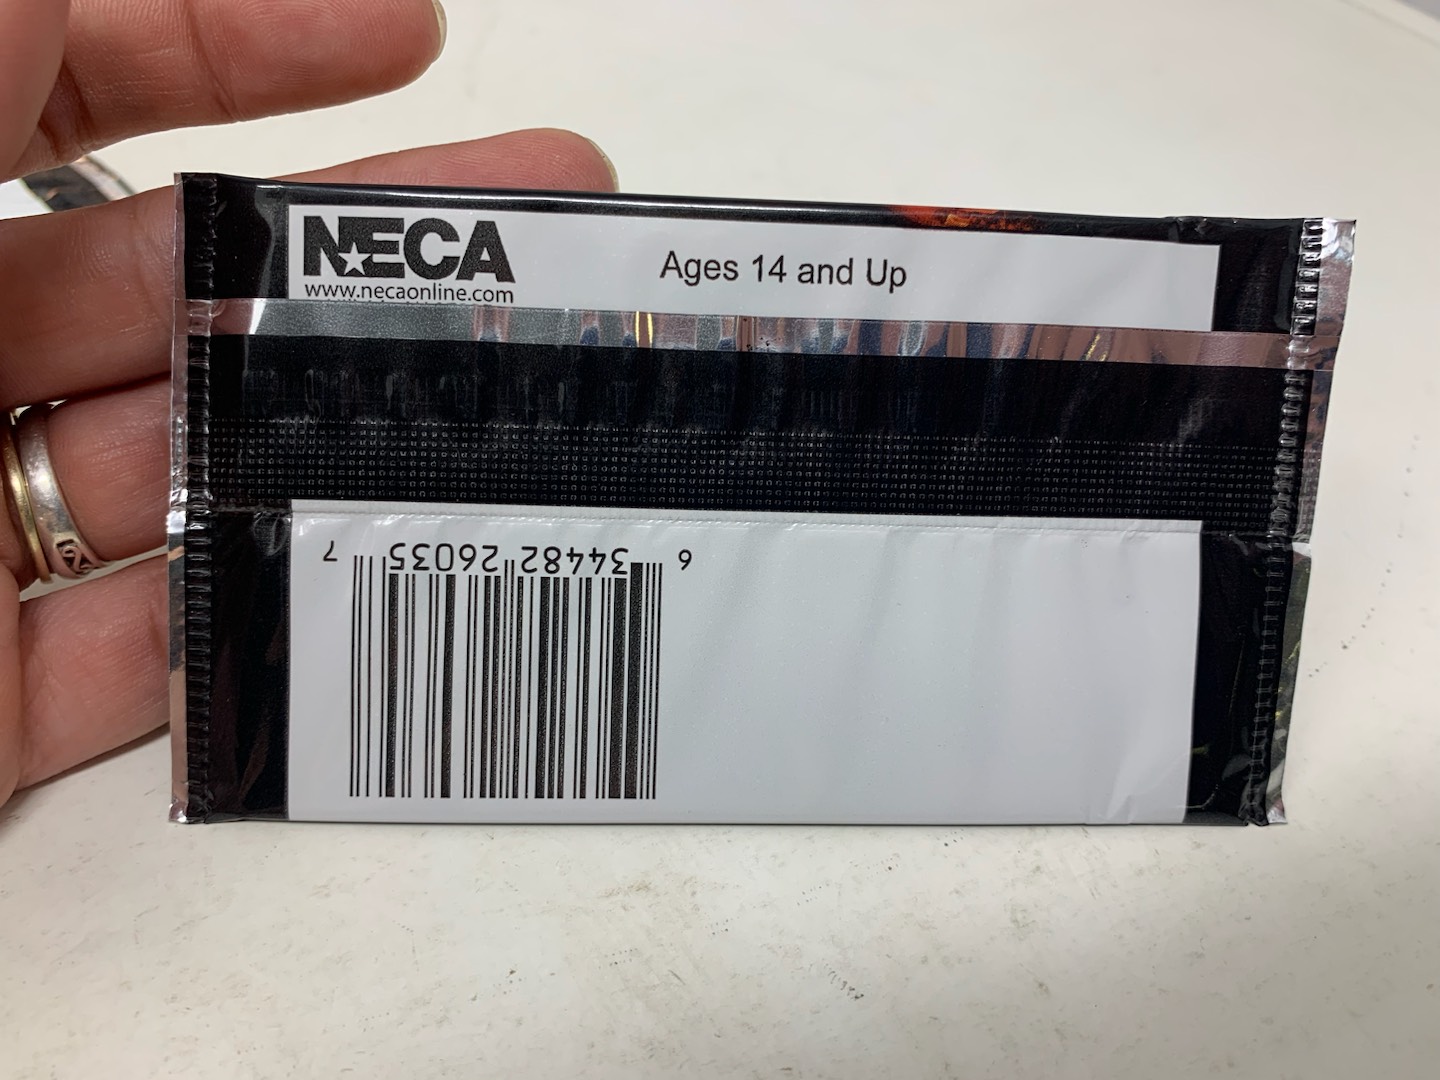 NECA
www.necaonline.com
Ages 14 and Up
6 34482 26035 7